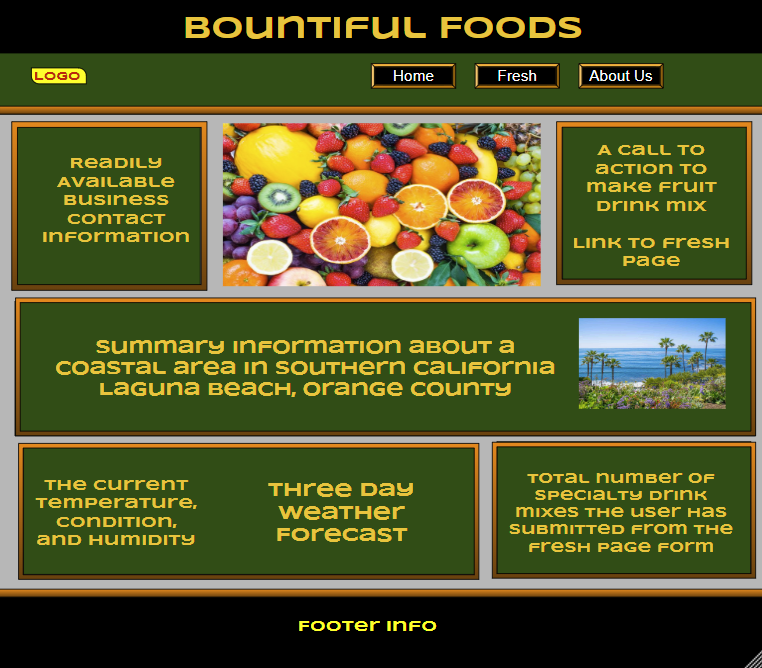 Bountiful Foods
LOGO
Home
Fresh
About Us
Readily
Available
Business
Contact
Information
A call to
action to
make fruit
drink mix
Link to Fresh
page
Summary information about a
coastal area in Southern California
Laguna Beach, Orange County
The current
temperature,
condition,
and humidity
Three Day
Weather
Forecast
Total number of
specialty drink
mixes the user has
submitted from the
Fresh page form
Footer Info